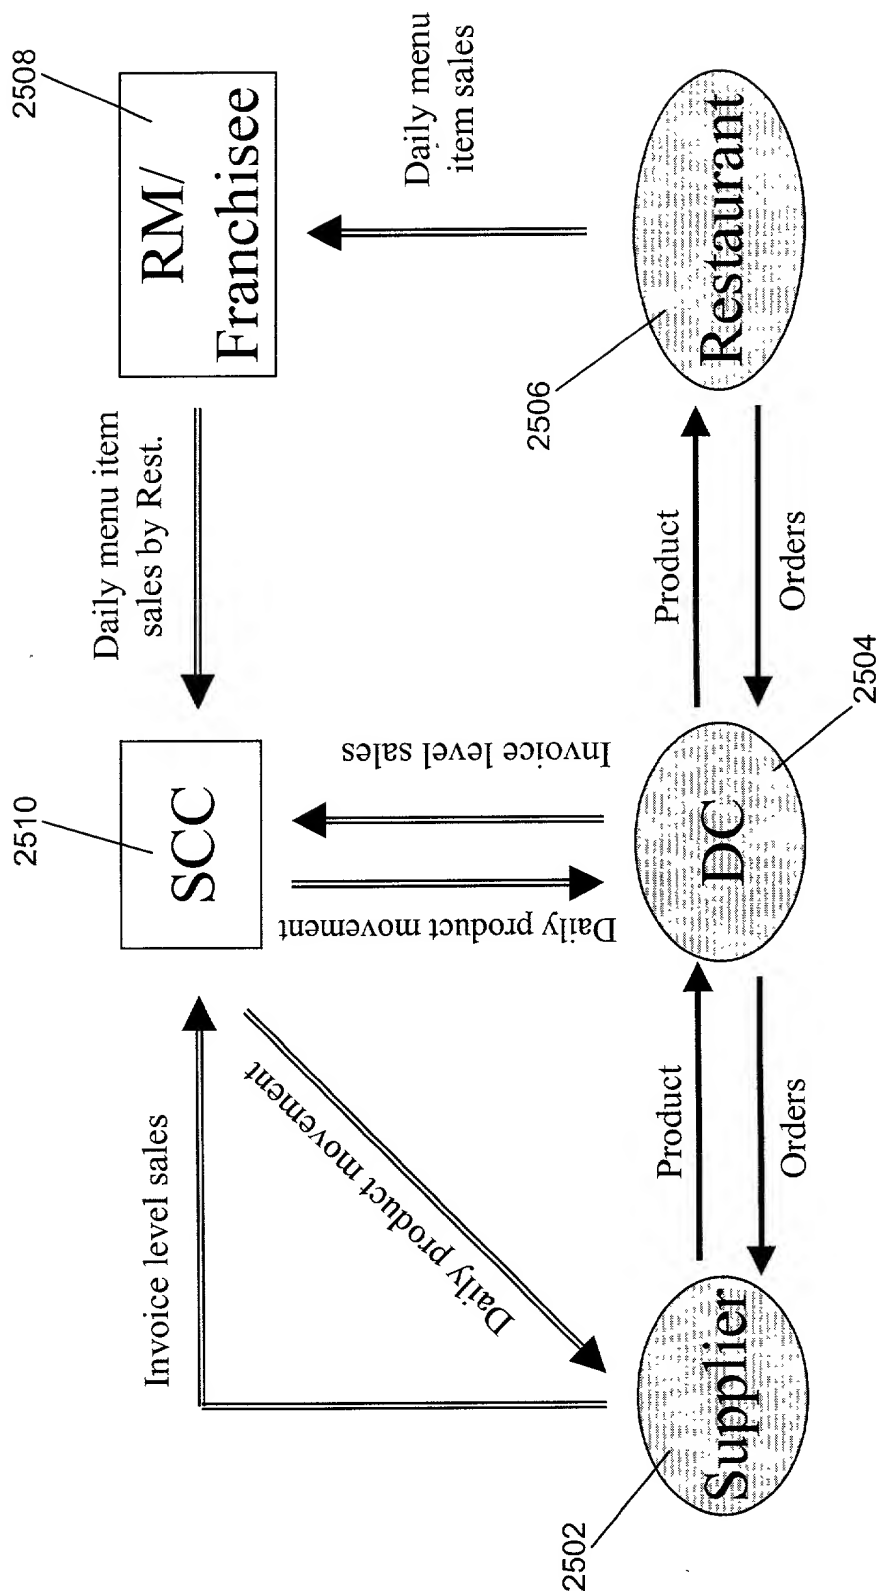 2510
2508
SCC
RM/
Franchisee
Daily menu item
sales by Rest.
Invoice level sales
Daily product movement
Daily product movement
Invoice level sales
Daily menu
item sales
2502
Supplier
Product
Orders
DC
2504
Product
Orders
2506
Restaurant